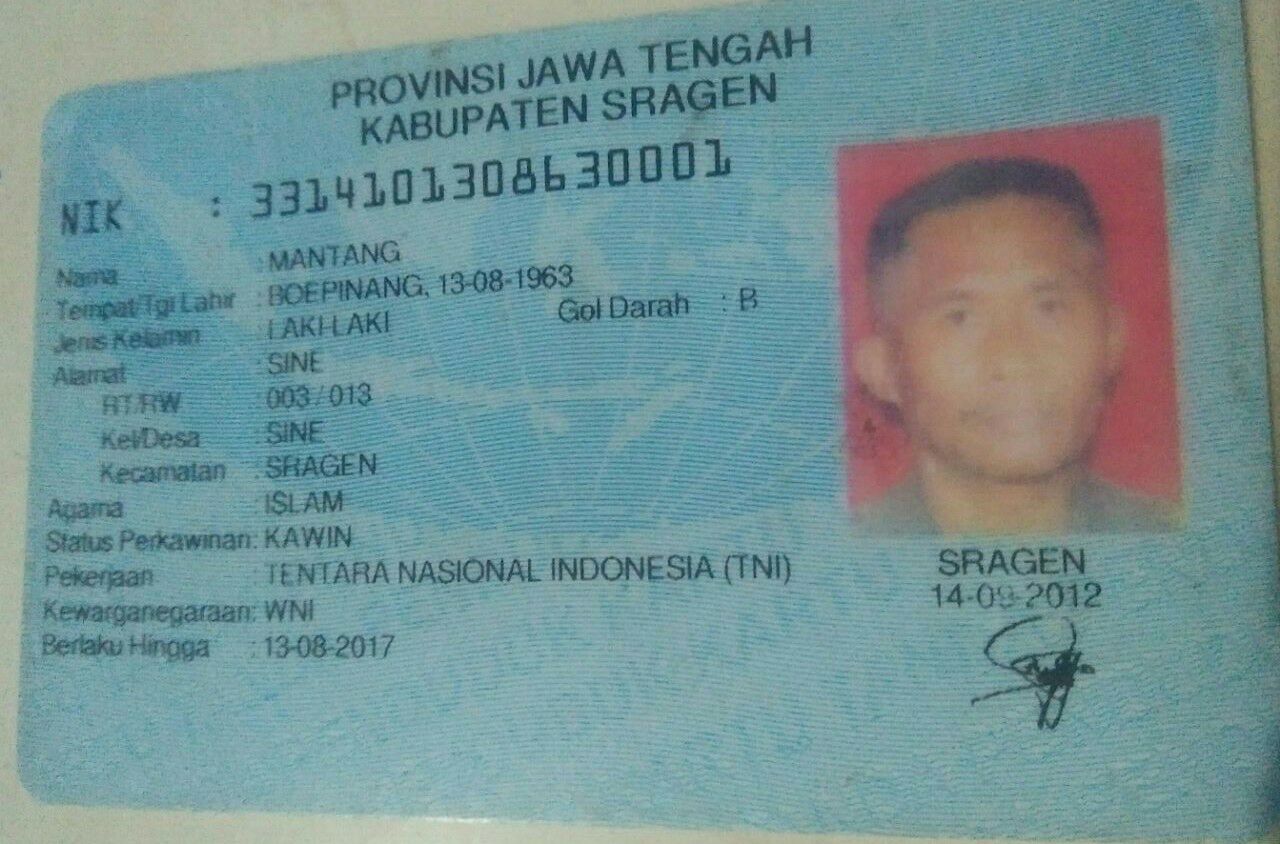 PROVINSI JAWA TENGAH
KABUPATEN SRAGEN
NIK : 3314101308630001
Nama : MANTANG
Tempat/Tgl Lahir : BOEPINANG, 13-08-1963
Jenis Kelamin : LAKI-LAKI Gol Darah : B
Alamat : SINE
RT/RW : 003/013
Kel/Desa : SINE
Kecamatan : SRAGEN
Agama : ISLAM
Status Perkawinan: KAWIN
Pekerjaan : TENTARA NASIONAL INDONESIA (TNI)
Kewarganegaraan: WNI
Berlaku Hingga : 13-08-2017
SRAGEN
14-09-2012